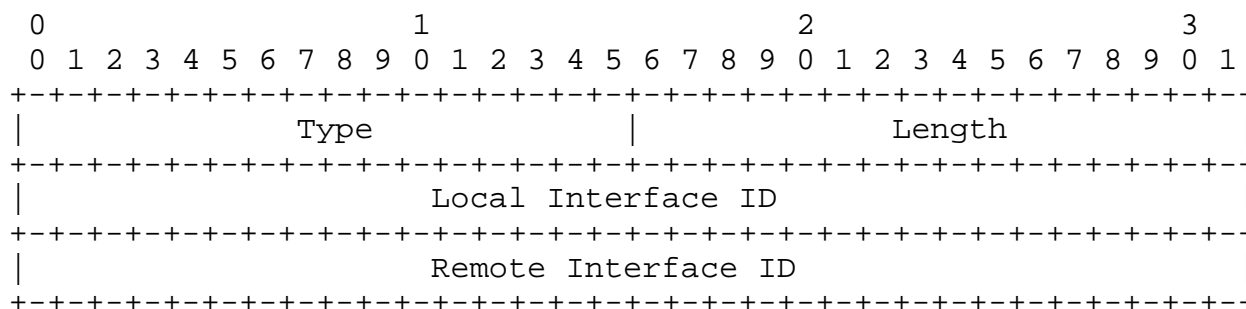 0                   1                   2                   3
 0 1 2 3 4 5 6 7 8 9 0 1 2 3 4 5 6 7 8 9 0 1 2 3 4 5 6 7 8 9 0 1
+-+-+-+-+-+-+-+-+-+-+-+-+-+-+-+-+-+-+-+-+-+-+-+-+-+-+-+-+-+-+-+--
|              Type             |             Length
+-+-+-+-+-+-+-+-+-+-+-+-+-+-+-+-+-+-+-+-+-+-+-+-+-+-+-+-+-+-+-+--
|                     Local Interface ID
+-+-+-+-+-+-+-+-+-+-+-+-+-+-+-+-+-+-+-+-+-+-+-+-+-+-+-+-+-+-+-+--
|                     Remote Interface ID
+-+-+-+-+-+-+-+-+-+-+-+-+-+-+-+-+-+-+-+-+-+-+-+-+-+-+-+-+-+-+-+--